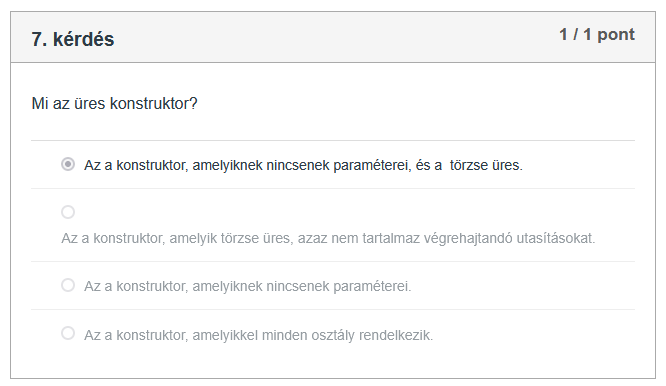 7. kérdés
1 / 1 pont
Mi az üres konstruktor?
Az a konstruktor, amelyiknek nincsenek paraméterei, és a  törzse üres.
Az a konstruktor, amelyik törzse üres, azaz nem tartalmaz végrehajtandó utasításokat.
Az a konstruktor, amelyiknek nincsenek paraméterei.
Az a konstruktor, amelyikkel minden osztály rendelkezik.